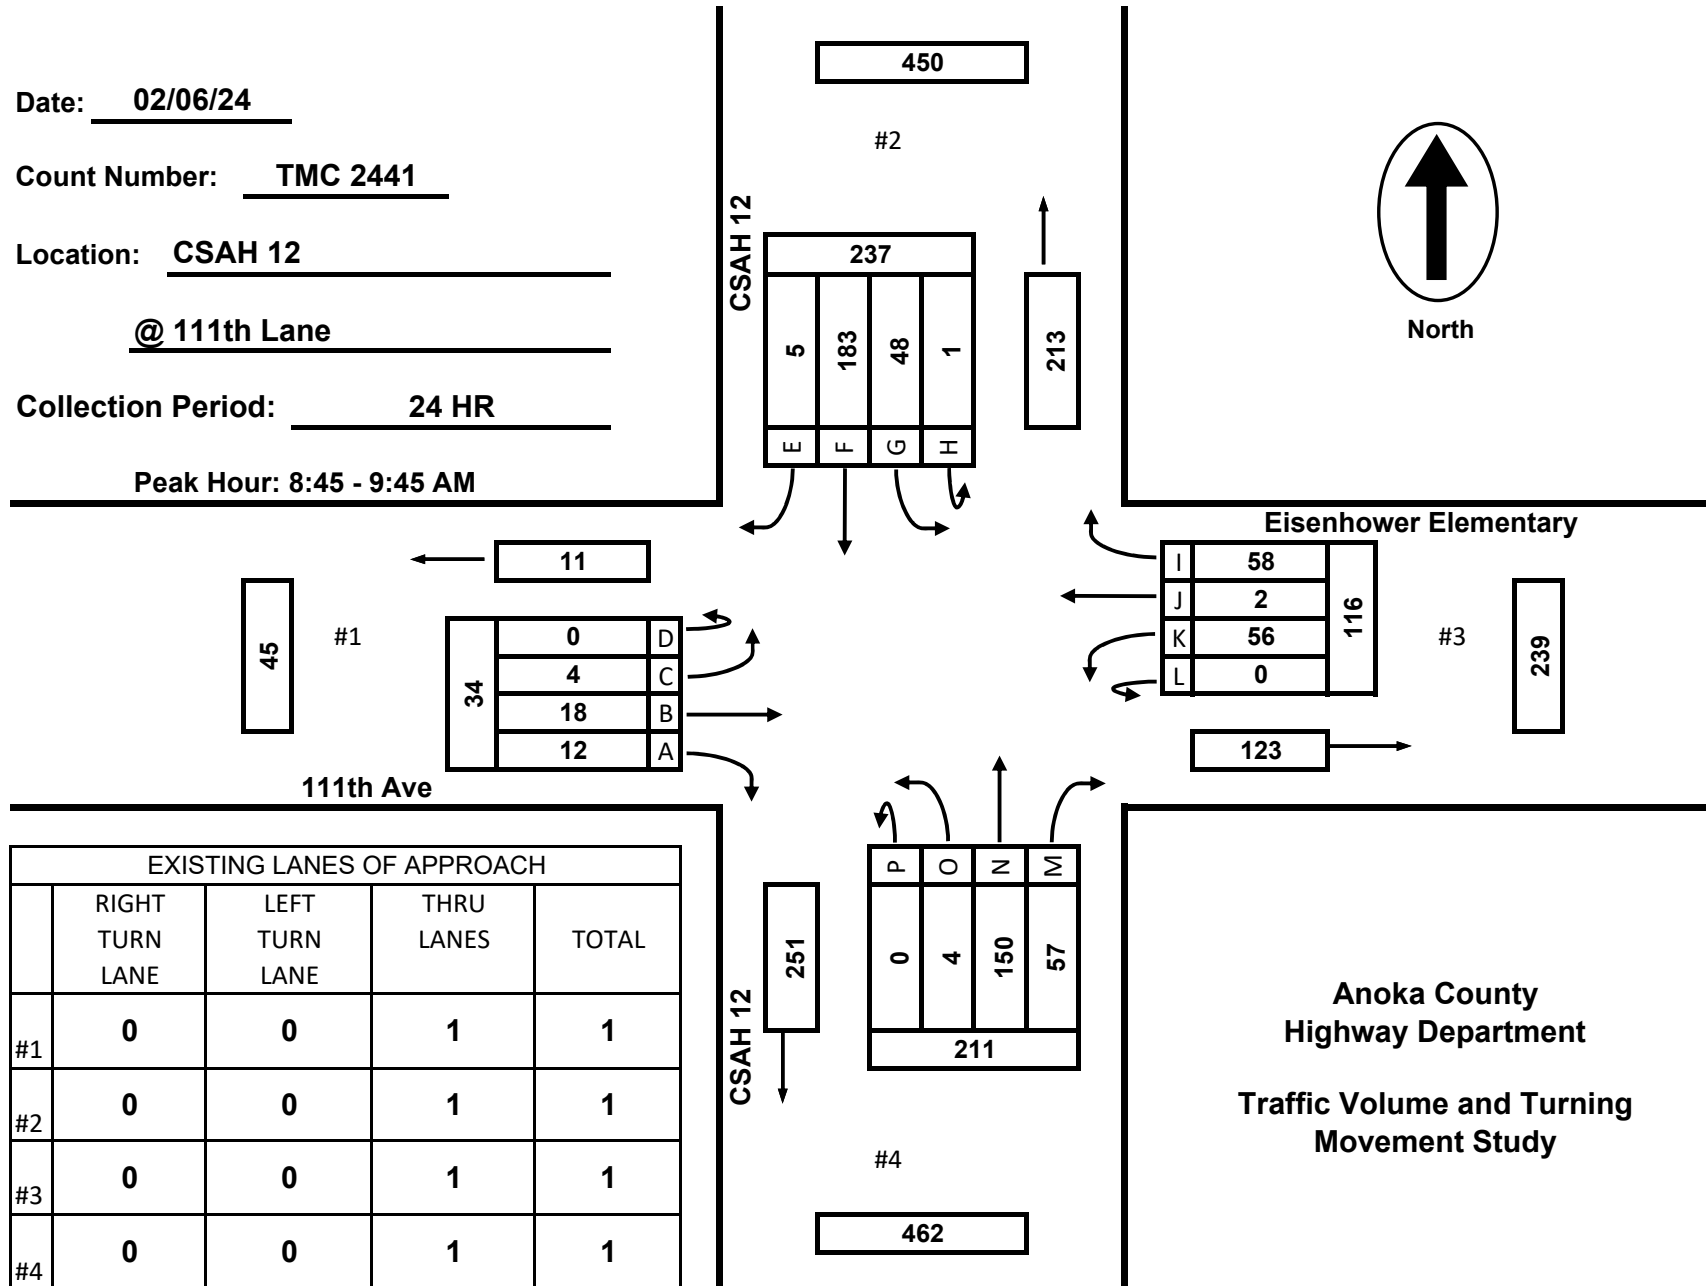 Date: 02/06/24
Count Number: TMC 2441
Location: CSAH 12
@ 111th Lane
Collection Period: 24 HR
Peak Hour: 8:45 - 9:45 AM
450
#2
CSAH 12
237
5 183 48 1
E F G H
213
North
Eisenhower Elementary
11
45
#1
34
0 D
4 C
18 B
12 A
111th Ave
I 58
J 2
K 56
L 0
116
#3
239
123
EXISTING LANES OF APPROACH
RIGHT TURN LANE LEFT TURN LANE THRU LANES TOTAL
#1 0 0 1 1
#2 0 0 1 1
#3 0 0 1 1
#4 0 0 1 1
251
CSAH 12
P O N M
0 4 150 57
211
#4
462
Anoka County
Highway Department
Traffic Volume and Turning
Movement Study